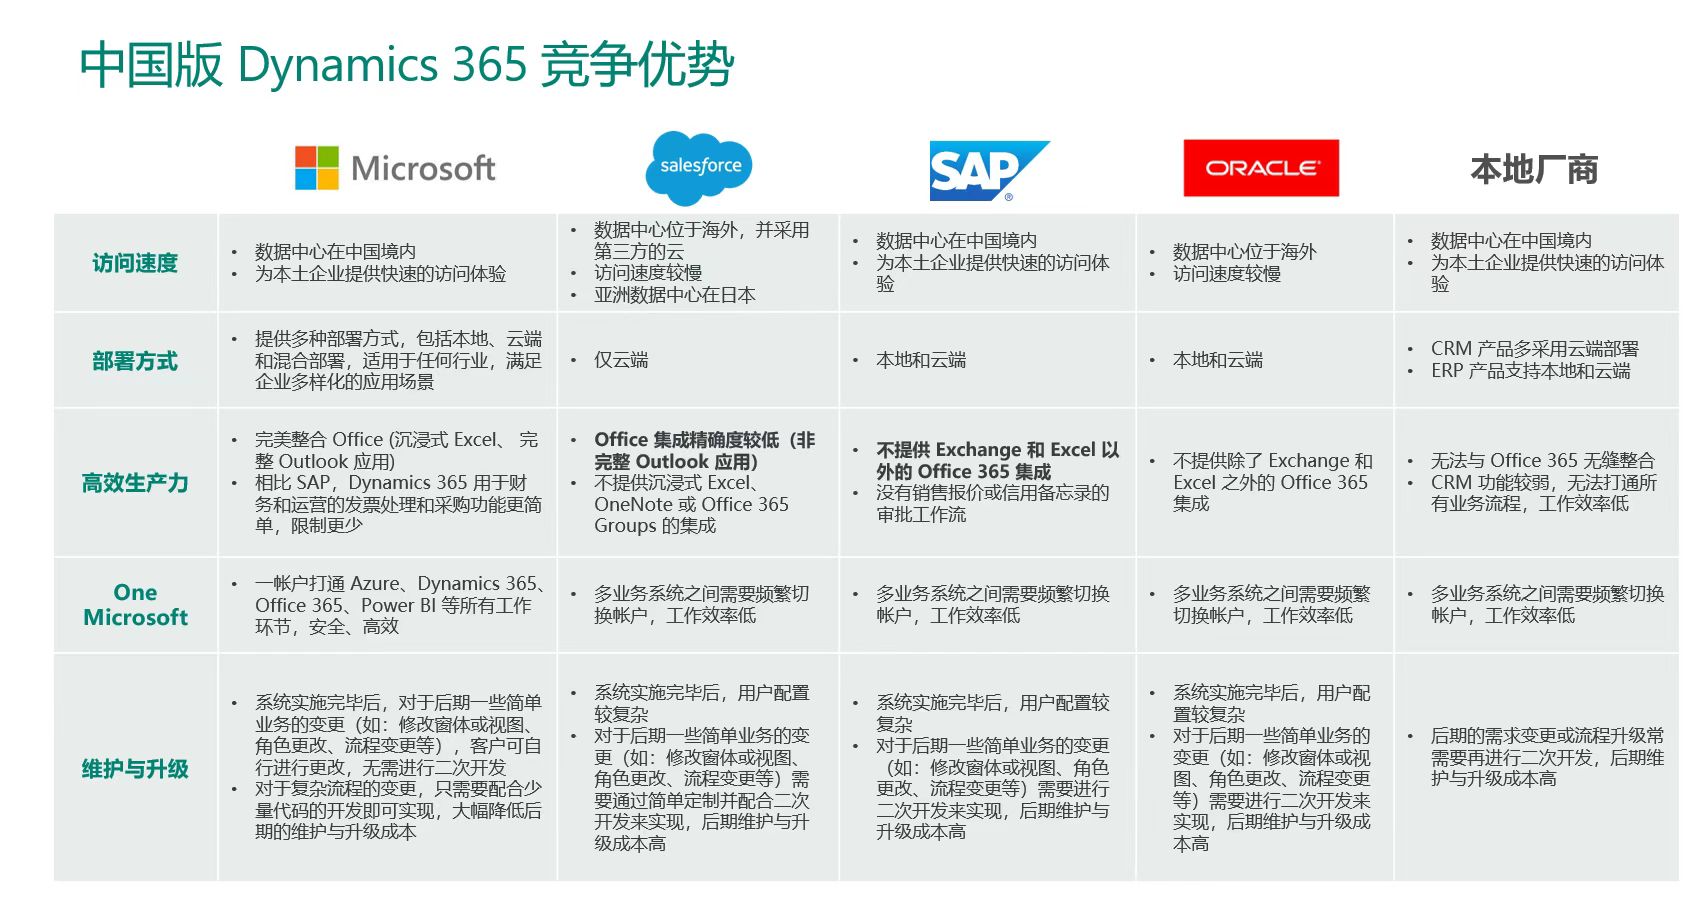 中国版 Dynamics 365 竞争优势
Microsoft
salesforce
SAP®
ORACLE®
本地厂商
访问速度
• 数据中心在中国境内
• 为本土企业提供快速的访问体验
• 数据中心位于海外，并采用
第三方的云
• 访问速度较慢
• 亚洲数据中心在日本
• 数据中心在中国境内
• 为本土企业提供快速的访问体
验
• 数据中心位于海外
• 访问速度较慢
• 数据中心在中国境内
• 为本土企业提供快速的访问体
验
部署方式
• 提供多种部署方式，包括本地、云端
和混合部署，适用于任何行业，满足
企业多样化的应用场景
• 仅云端
• 本地和云端
• 本地和云端
• CRM 产品多采用云端部署
• ERP 产品支持本地和云端
高效生产力
• 完美整合 Office (沉浸式 Excel、 完
整 Outlook 应用)
• 相比 SAP，Dynamics 365 用于财
务和运营的发票处理和采购功能更简
单，限制更少
• Office 集成精确度较低（非
完整 Outlook 应用)
• 不提供沉浸式 Excel、
OneNote 或 Office 365
Groups 的集成
• 不提供 Exchange 和 Excel 以
外的 Office 365 集成
• 没有销售报价或信用备忘录的
审批工作流
• 不提供除了 Exchange 和
Excel 之外的 Office 365
集成
• 无法与 Office 365 无缝整合
• CRM 功能较弱，无法打通所
有业务流程，工作效率低
One
Microsoft
• 一帐户打通 Azure、Dynamics 365、
Office 365、Power BI 等所有工作
环节，安全、高效
• 多业务系统之间需要频繁切
换帐户，工作效率低
• 多业务系统之间需要频繁切换
帐户，工作效率低
• 多业务系统之间需要频繁
切换帐户，工作效率低
• 多业务系统之间需要频繁切换
帐户，工作效率低
维护与升级
• 系统实施完毕后，对于后期一些简单
业务的变更（如：修改窗体或视图、
角色更改、流程变更等），客户可自
行进行更改，无需进行二次开发
• 对于复杂流程的变更，只需要配合少
量代码的开发即可实现，大幅降低后
期的维护与升级成本
• 系统实施完毕后，用户配置
较复杂
• 对于后期一些简单业务的变
更（如：修改窗体或视图、
角色更改、流程变更等）需
要通过简单定制并配合二次
开发来实现，后期维护与升
级成本高
• 系统实施完毕后，用户配置较
复杂
• 对于后期一些简单业务的变更
（如：修改窗体或视图、角色
更改、流程变更等）需要进行
二次开发来实现，后期维护与
升级成本高
• 系统实施完毕后，用户配
置较复杂
• 对于后期一些简单业务的
变更（如：修改窗体或视
图、角色更改、流程变更
等）需要进行二次开发来
实现，后期维护与升级成
本高
• 后期的需求变更或流程升级常
需要再进行二次开发，后期维
护与升级成本高